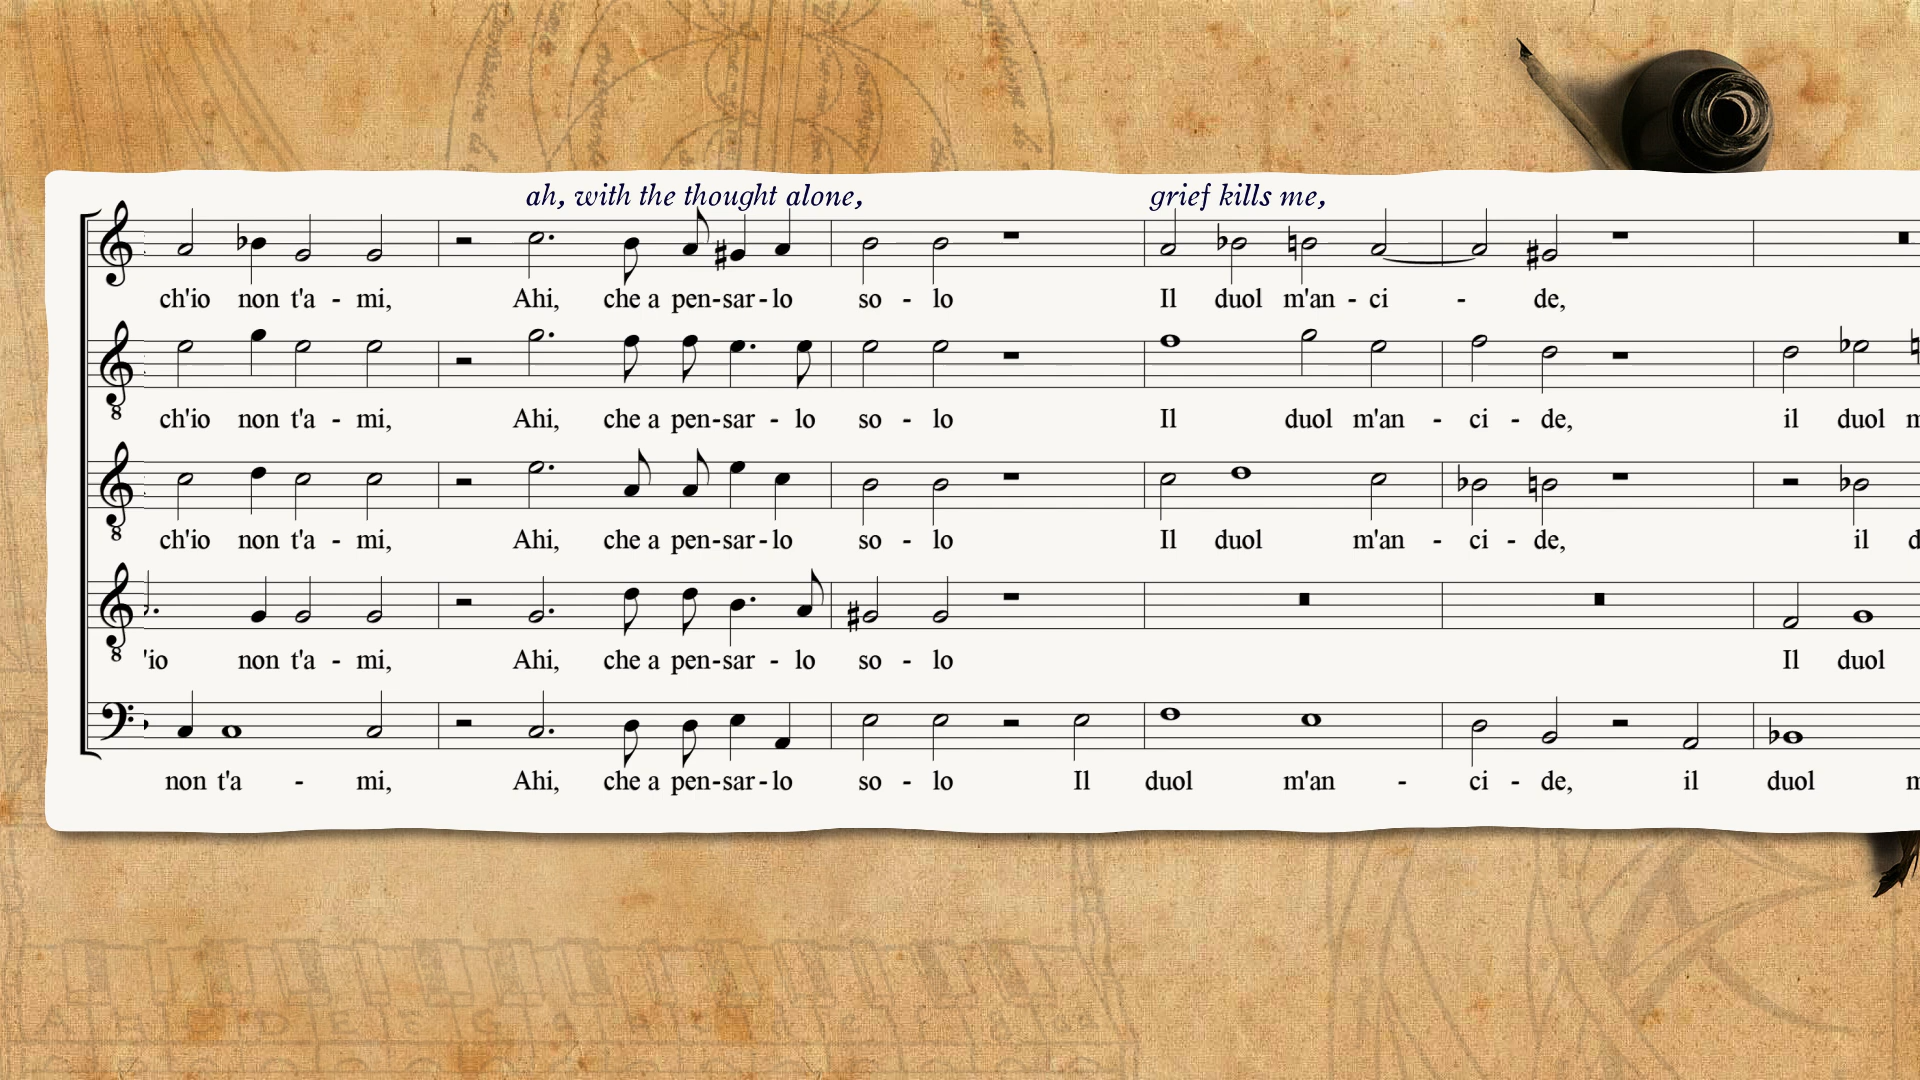 ah, with the thought alone, grief kills me,
ch'io non t'a - mi, Ahi, che a pen-sar-lo so - lo Il duol m'an - ci - de,
ch'io non t'a - mi, Ahi, che a pen-sar - lo so - lo Il duol m'an - ci - de, il duol m
ch'io non t'a - mi, Ahi, che a pen-sar-lo so - lo Il duol m'an - ci - de, il d
'io non t'a - mi, Ahi, che a pen-sar - lo so - lo Il duol
non t'a - mi, Ahi, che a pen-sar-lo so - lo Il duol m'an - ci - de, il duol m